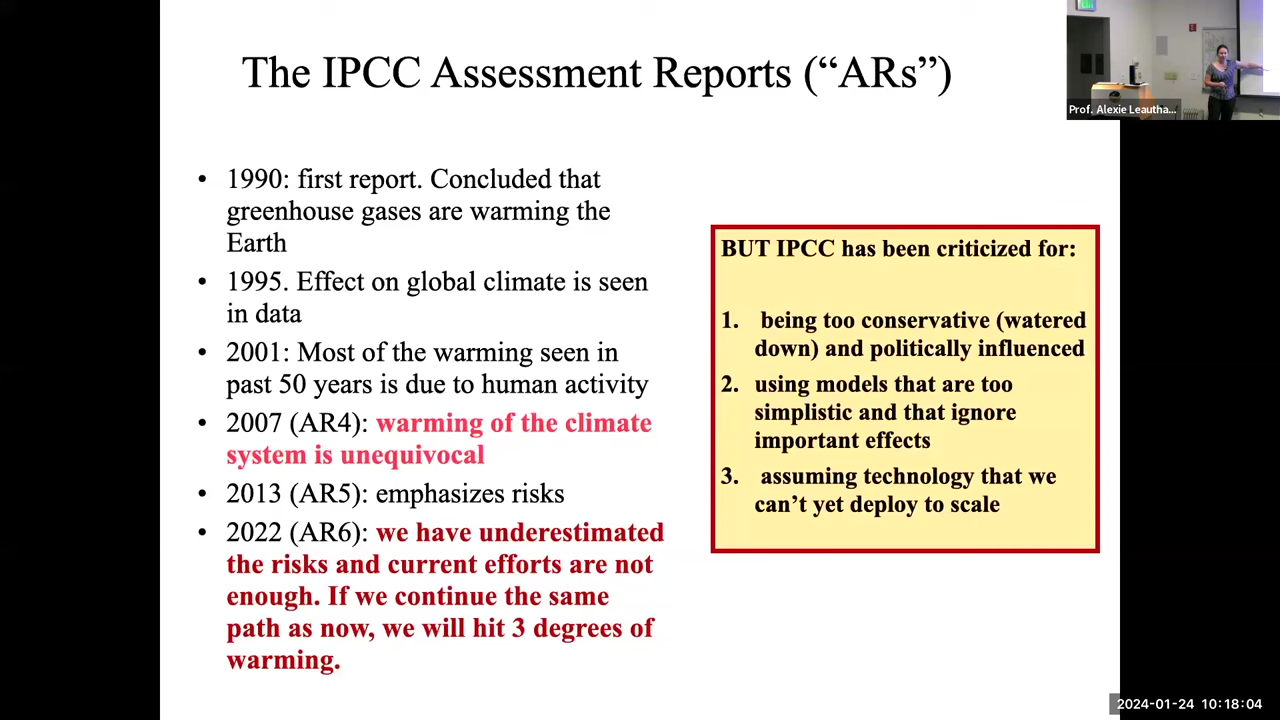 The IPCC Assessment Reports (“ARs”)
• 1990: first report. Concluded that
greenhouse gases are warming the
Earth
• 1995. Effect on global climate is seen
in data
• 2001: Most of the warming seen in
past 50 years is due to human activity
• 2007 (AR4): warming of the climate
system is unequivocal
• 2013 (AR5): emphasizes risks
• 2022 (AR6): we have underestimated
the risks and current efforts are not
enough. If we continue the same
path as now, we will hit 3 degrees of
warming.
BUT IPCC has been criticized for:
1. being too conservative (watered
down) and politically influenced
2. using models that are too
simplistic and that ignore
important effects
3. assuming technology that we
can’t yet deploy to scale
EXIT
Prof. Alexie Leautha...
2024-01-24 10:18:04